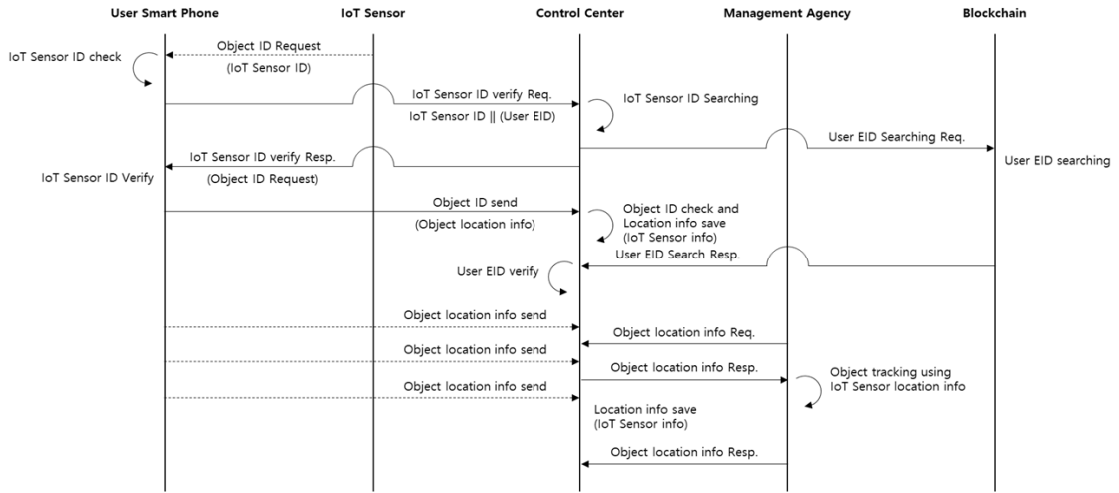 User Smart Phone
IoT Sensor
Control Center
Management Agency
Blockchain
Object ID Request
IoT Sensor ID check
(IoT Sensor ID)
IoT Sensor ID verify Req.
IoT Sensor ID Searching
IoT Sensor ID || (User EID)
User EID Searching Req.
IoT Sensor ID verify Resp.
User EID searching
IoT Sensor ID Verify
(Object ID Request)
Object ID send
(Object location info)
Object ID check and
Location info save
(IoT Sensor info)
User EID Search Resp.
User EID verify
Object location info send
Object location info Req.
Object location info send
Object location info Resp.
Object tracking using
IoT Sensor location info
Object location info send
Location info save
(IoT Sensor info)
Object location info Resp.